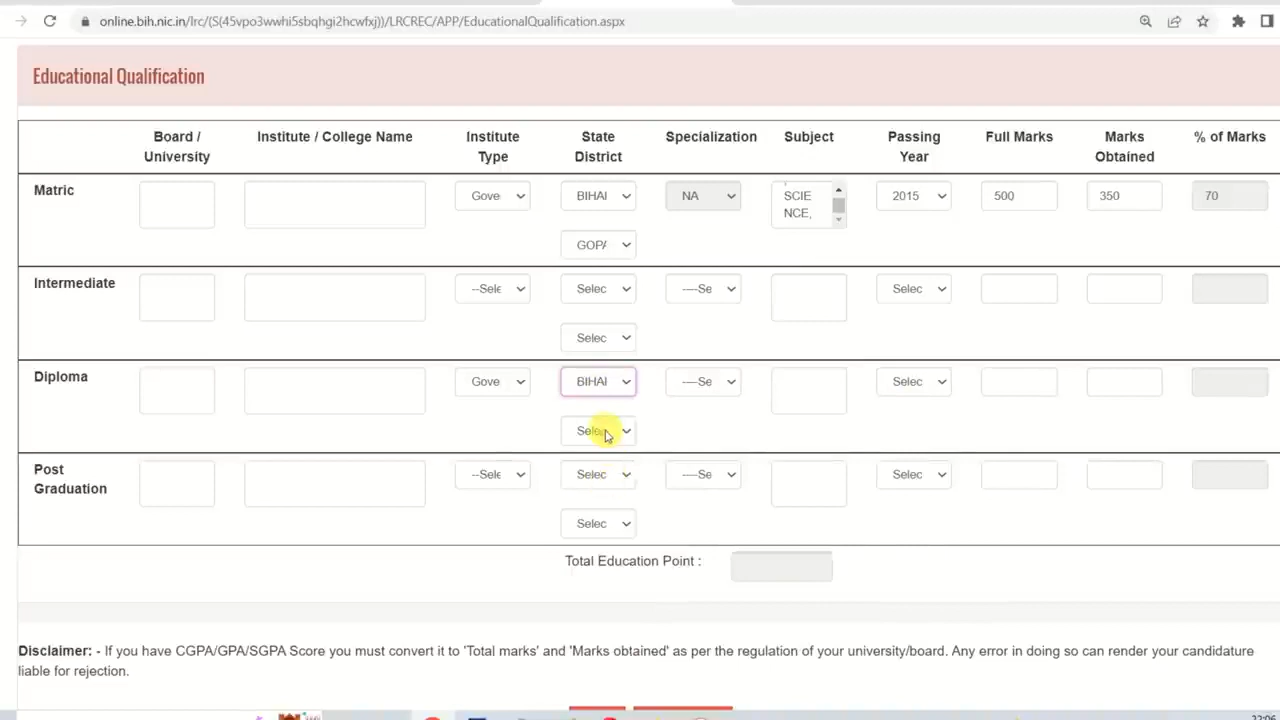 online.bih.nic.in/lrc/(S(45vpo3wwhi5sbqhgi2hcwfxj))/LRCREC/APP/EducationalQualification.aspx
Educational Qualification
Board / University Institute / College Name Institute Type State District Specialization Subject Passing Year Full Marks Marks Obtained % of Marks
Matric Gove BIHAI NA SCIE NCE, 2015 500 350 70
GOPA
Intermediate --Sele Selec ----Se Selec
Selec
Diploma Gove BIHAI ----Se Selec
Selec
Post Graduation --Sele Selec ----Se Selec
Selec
Total Education Point :
Disclaimer: - If you have CGPA/GPA/SGPA Score you must convert it to 'Total marks' and 'Marks obtained' as per the regulation of your university/board. Any error in doing so can render your candidature
liable for rejection.